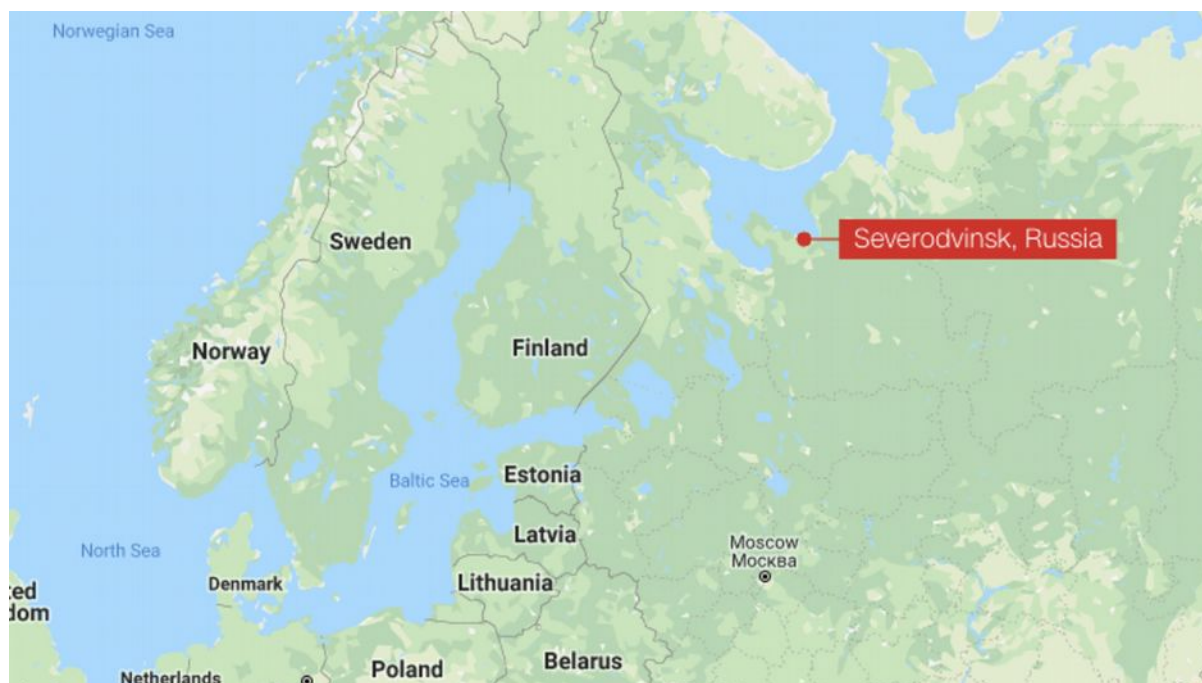 Norwegian Sea
Severodvinsk, Russia
Sweden
Finland
Norway
Baltic Sea
Estonia
Latvia
North Sea
Moscow
Москва
Denmark
Lithuania
ted
dom
Poland
Belarus
Netherlands